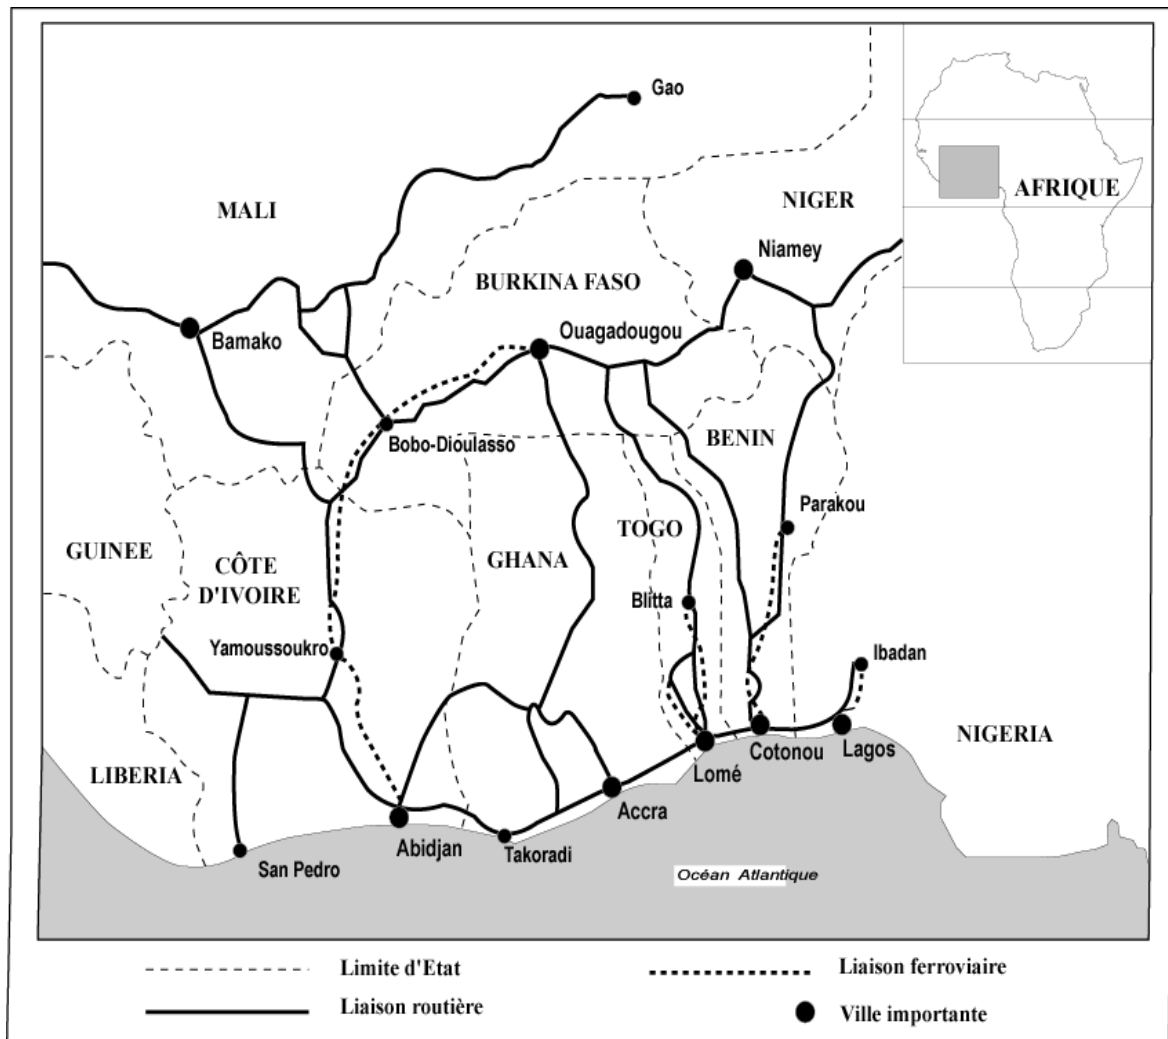 Gao
AFRIQUE
MALI
NIGER
Niamey
BURKINA FASO
Ouagadougou
Bamako
Bobo-Dioulasso
BENIN
Parakou
GUINEE
CÔTE
D'IVOIRE
GHANA
TOGO
Blitta
Yamoussoukro
Ibadan
LIBERIA
NIGERIA
Cotonou
Lagos
Lomé
Accra
Abidjan
Takoradi
San Pedro
Océan Atlantique
Limite d'Etat
Liaison ferroviaire
Liaison routière
Ville importante